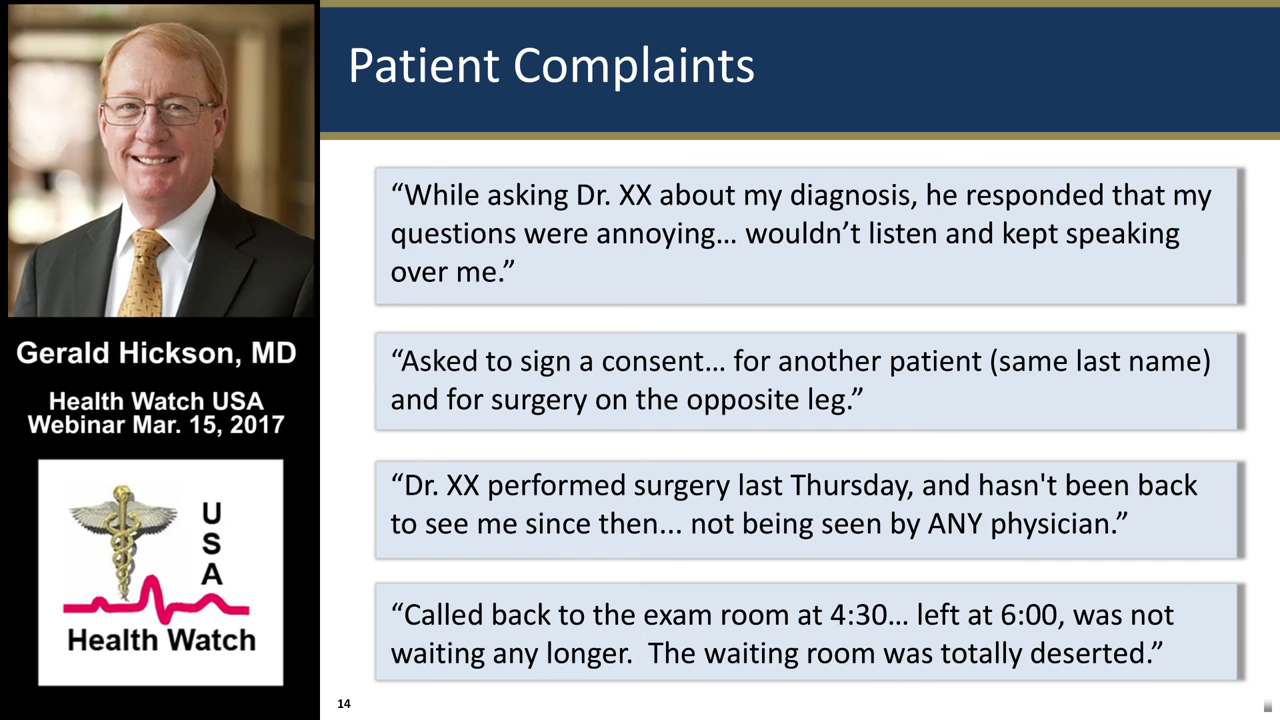 Patient Complaints
“While asking Dr. XX about my diagnosis, he responded that my
questions were annoying… wouldn’t listen and kept speaking
over me.”
“Asked to sign a consent… for another patient (same last name)
and for surgery on the opposite leg.”
“Dr. XX performed surgery last Thursday, and hasn't been back
to see me since then... not being seen by ANY physician.”
“Called back to the exam room at 4:30… left at 6:00, was not
waiting any longer.  The waiting room was totally deserted.”
14
Gerald Hickson, MD
Health Watch USA
Webinar Mar. 15, 2017
U
S
A
Health Watch